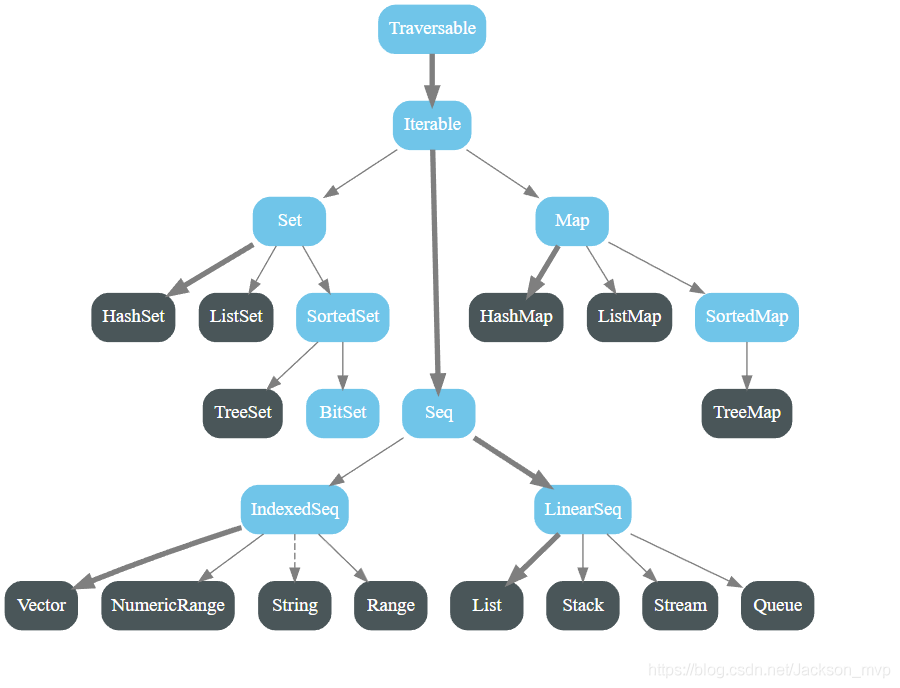 Traversable
Iterable
Set
Map
HashSet
ListSet
SortedSet
HashMap
ListMap
SortedMap
TreeSet
BitSet
Seq
TreeMap
IndexedSeq
LinearSeq
Vector
NumericRange
String
Range
List
Stack
Stream
Queue
https://blog.csdn.net/Jackson_mvp